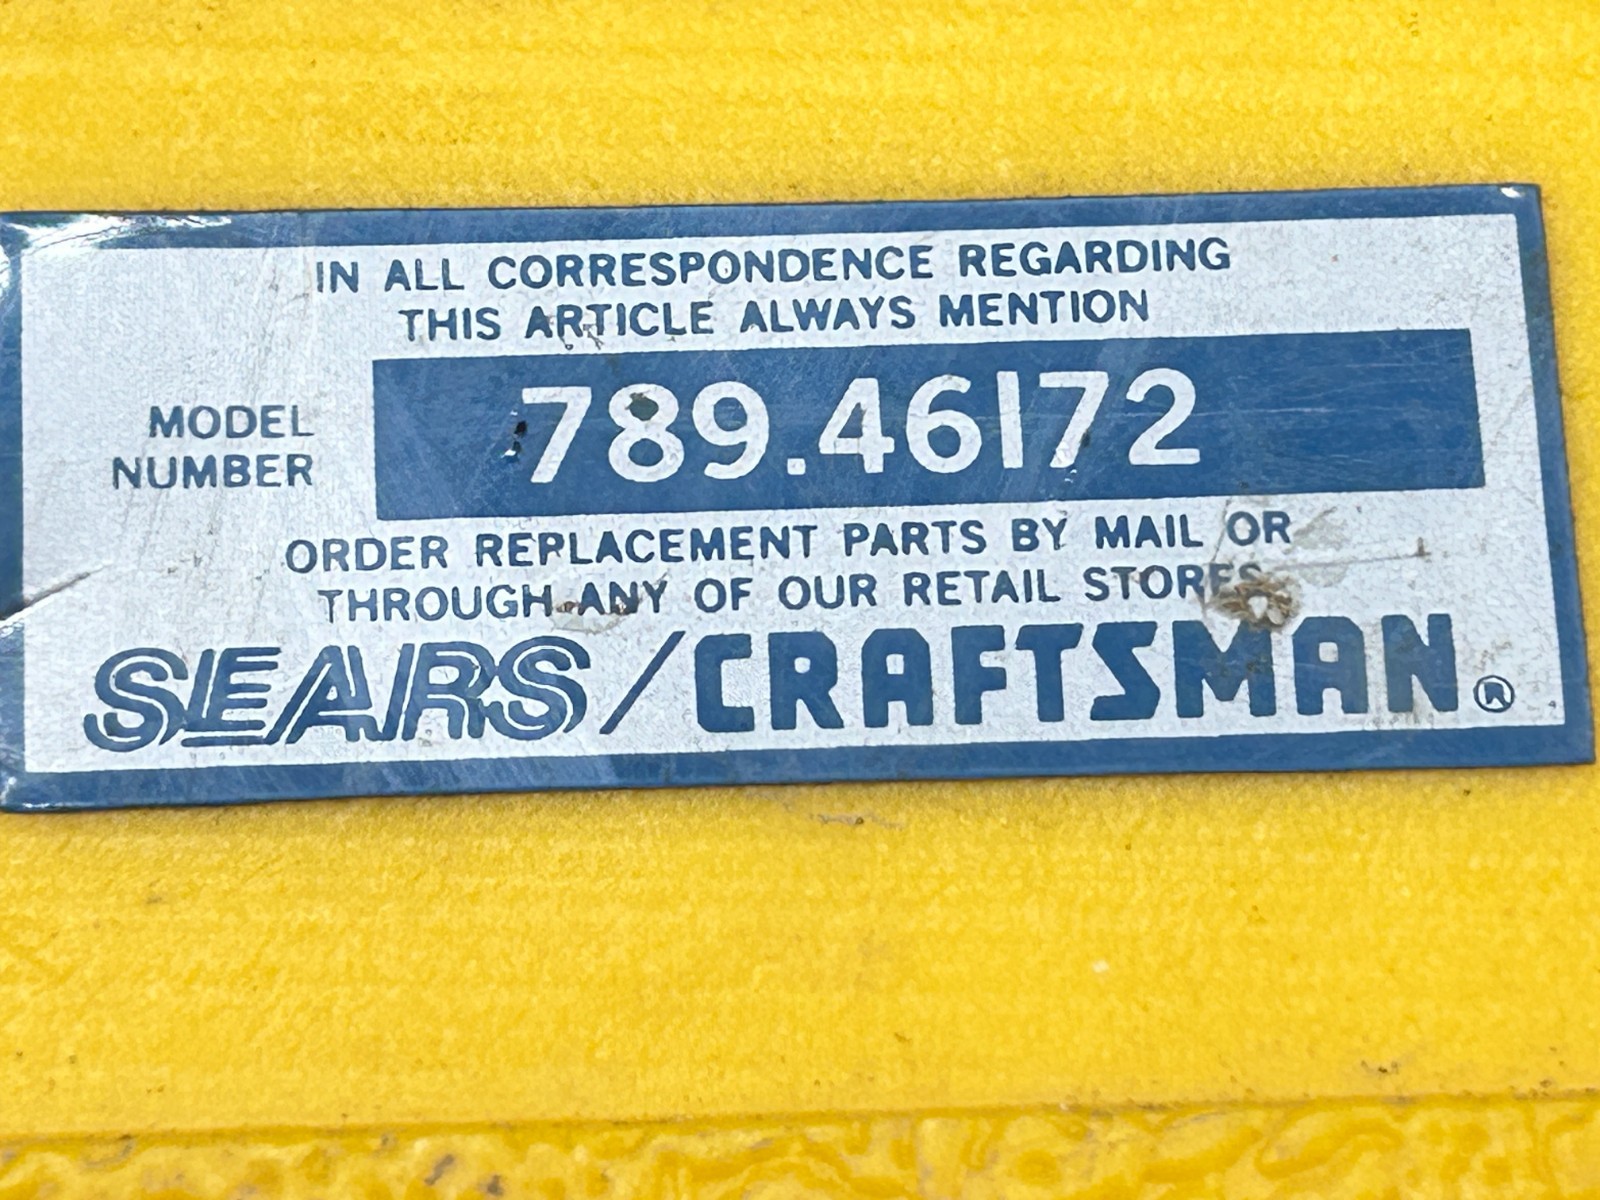 IN ALL CORRESPONDENCE REGARDING
THIS ARTICLE ALWAYS MENTION
MODEL
NUMBER
789.46172
ORDER REPLACEMENT PARTS BY MAIL OR
THROUGH ANY OF OUR RETAIL STORES
SEARS/CRAFTSMAN®